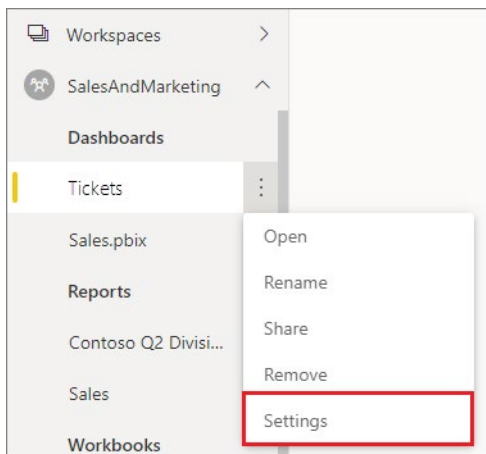 Workspaces
SalesAndMarketing
Dashboards
Tickets
Sales.pbix
Reports
Contoso Q2 Divisi...
Sales
Workbooks
Open
Rename
Share
Remove
Settings